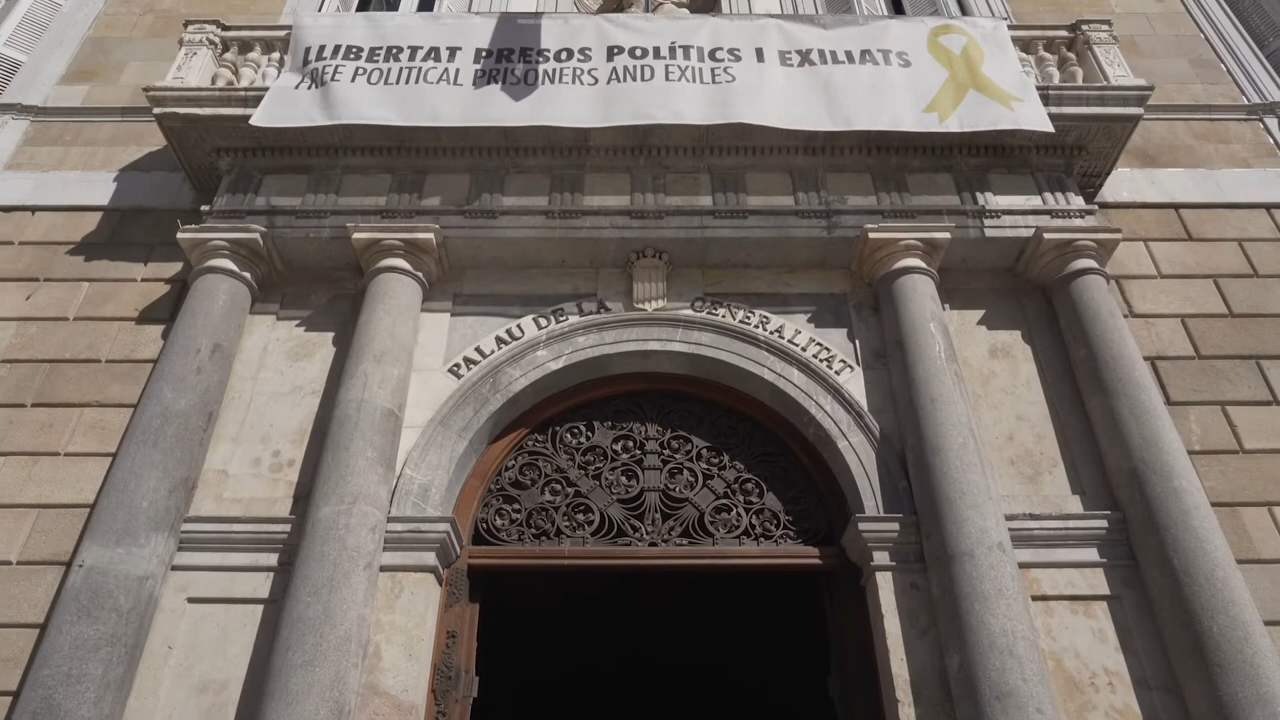 LLIBERTAT PRESOS POLÍTICS I EXILIATS
FREE POLITICAL PRISONERS AND EXILES
PALAU DE LA GENERALITAT